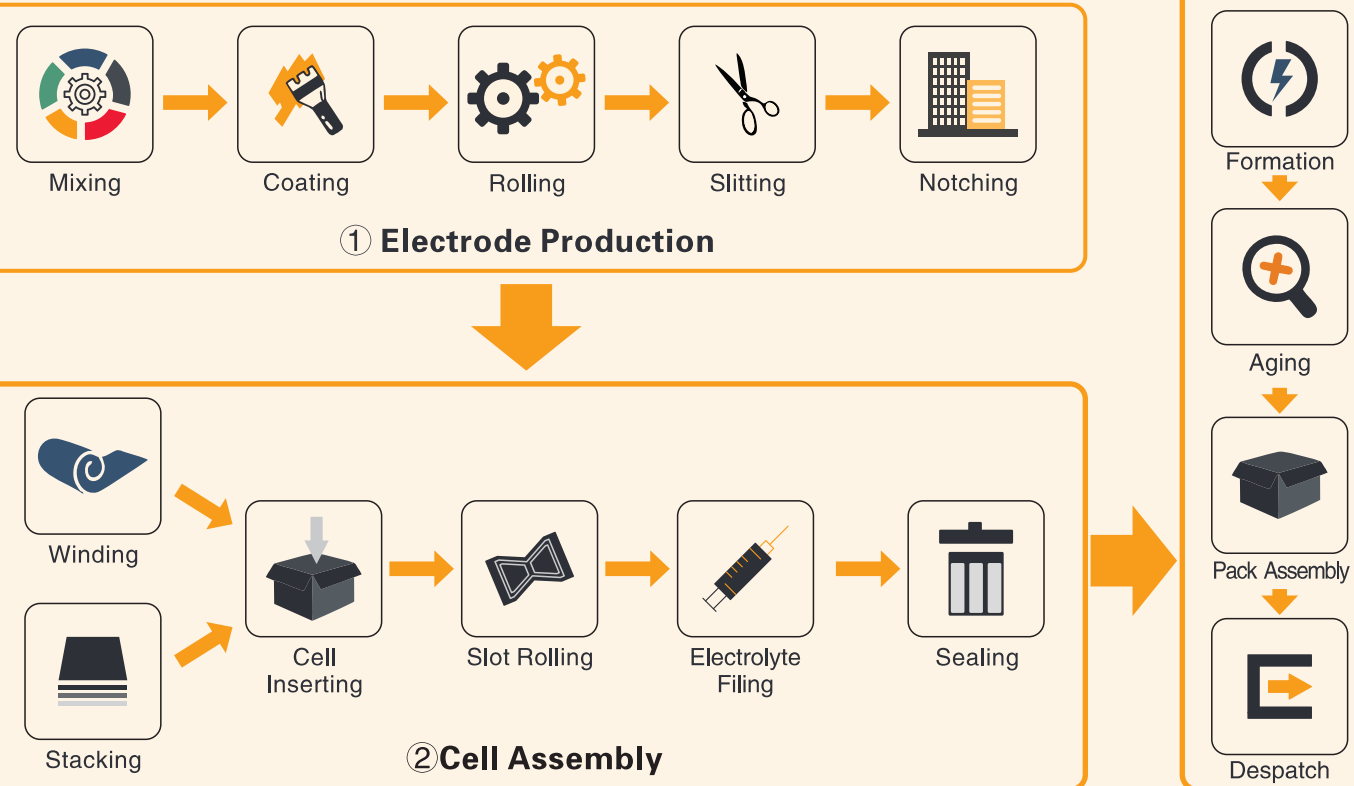 Mixing
Coating
Rolling
Slitting
Notching
① Electrode Production
Winding
Stacking
Cell
Inserting
Slot Rolling
Electrolyte
Filing
Sealing
②Cell Assembly
Formation
Aging
Pack Assembly
Despatch